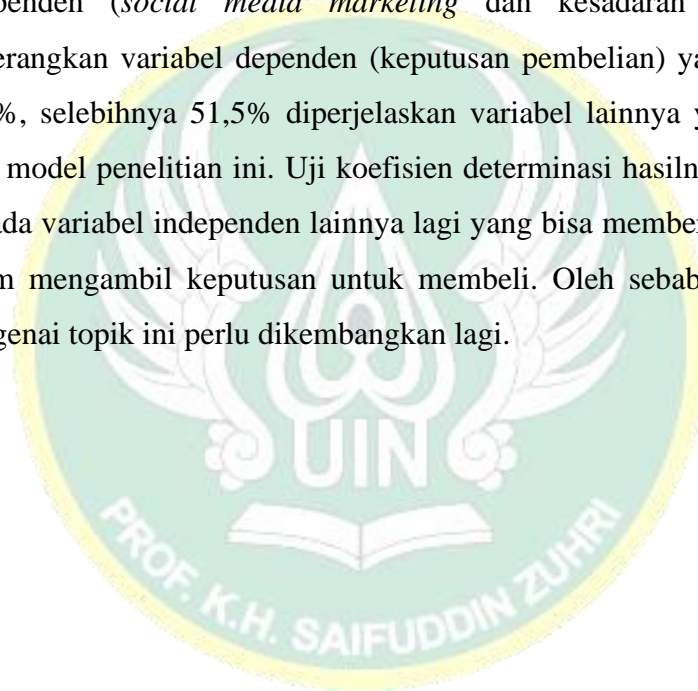 penden (social media marketing dan kesadaran
erangkan variabel dependen (keputusan pembelian) ya
%, selebihnya 51,5% diperjelaskan variabel lainnya y
model penelitian ini. Uji koefisien determinasi hasiln
ada variabel independen lainnya lagi yang bisa member
m mengambil keputusan untuk membeli. Oleh sebab
genai topik ini perlu dikembangkan lagi.
UIN
PROF. K.H. SAIFUDDIN ZUHRI